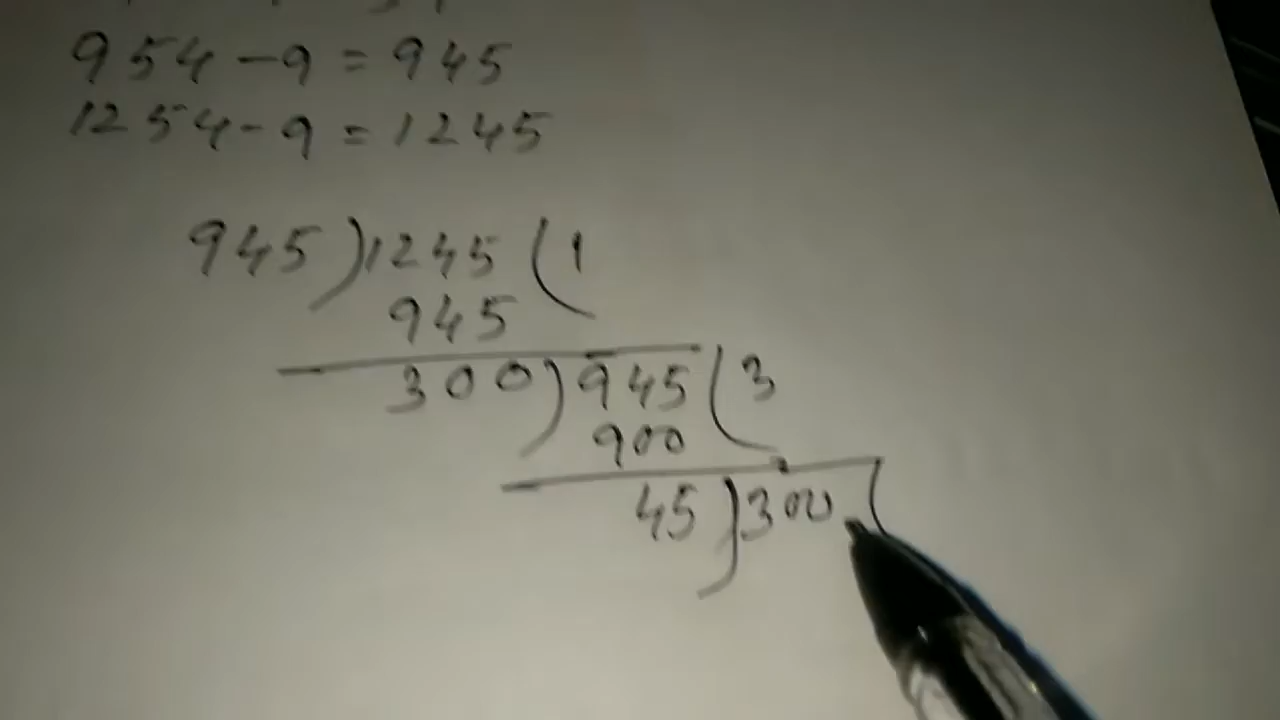 954 - 9 = 945
1254 - 9 = 1245
945 ) 1245 ( 1
945
300 ) 945 ( 3
900
45 ) 300 (